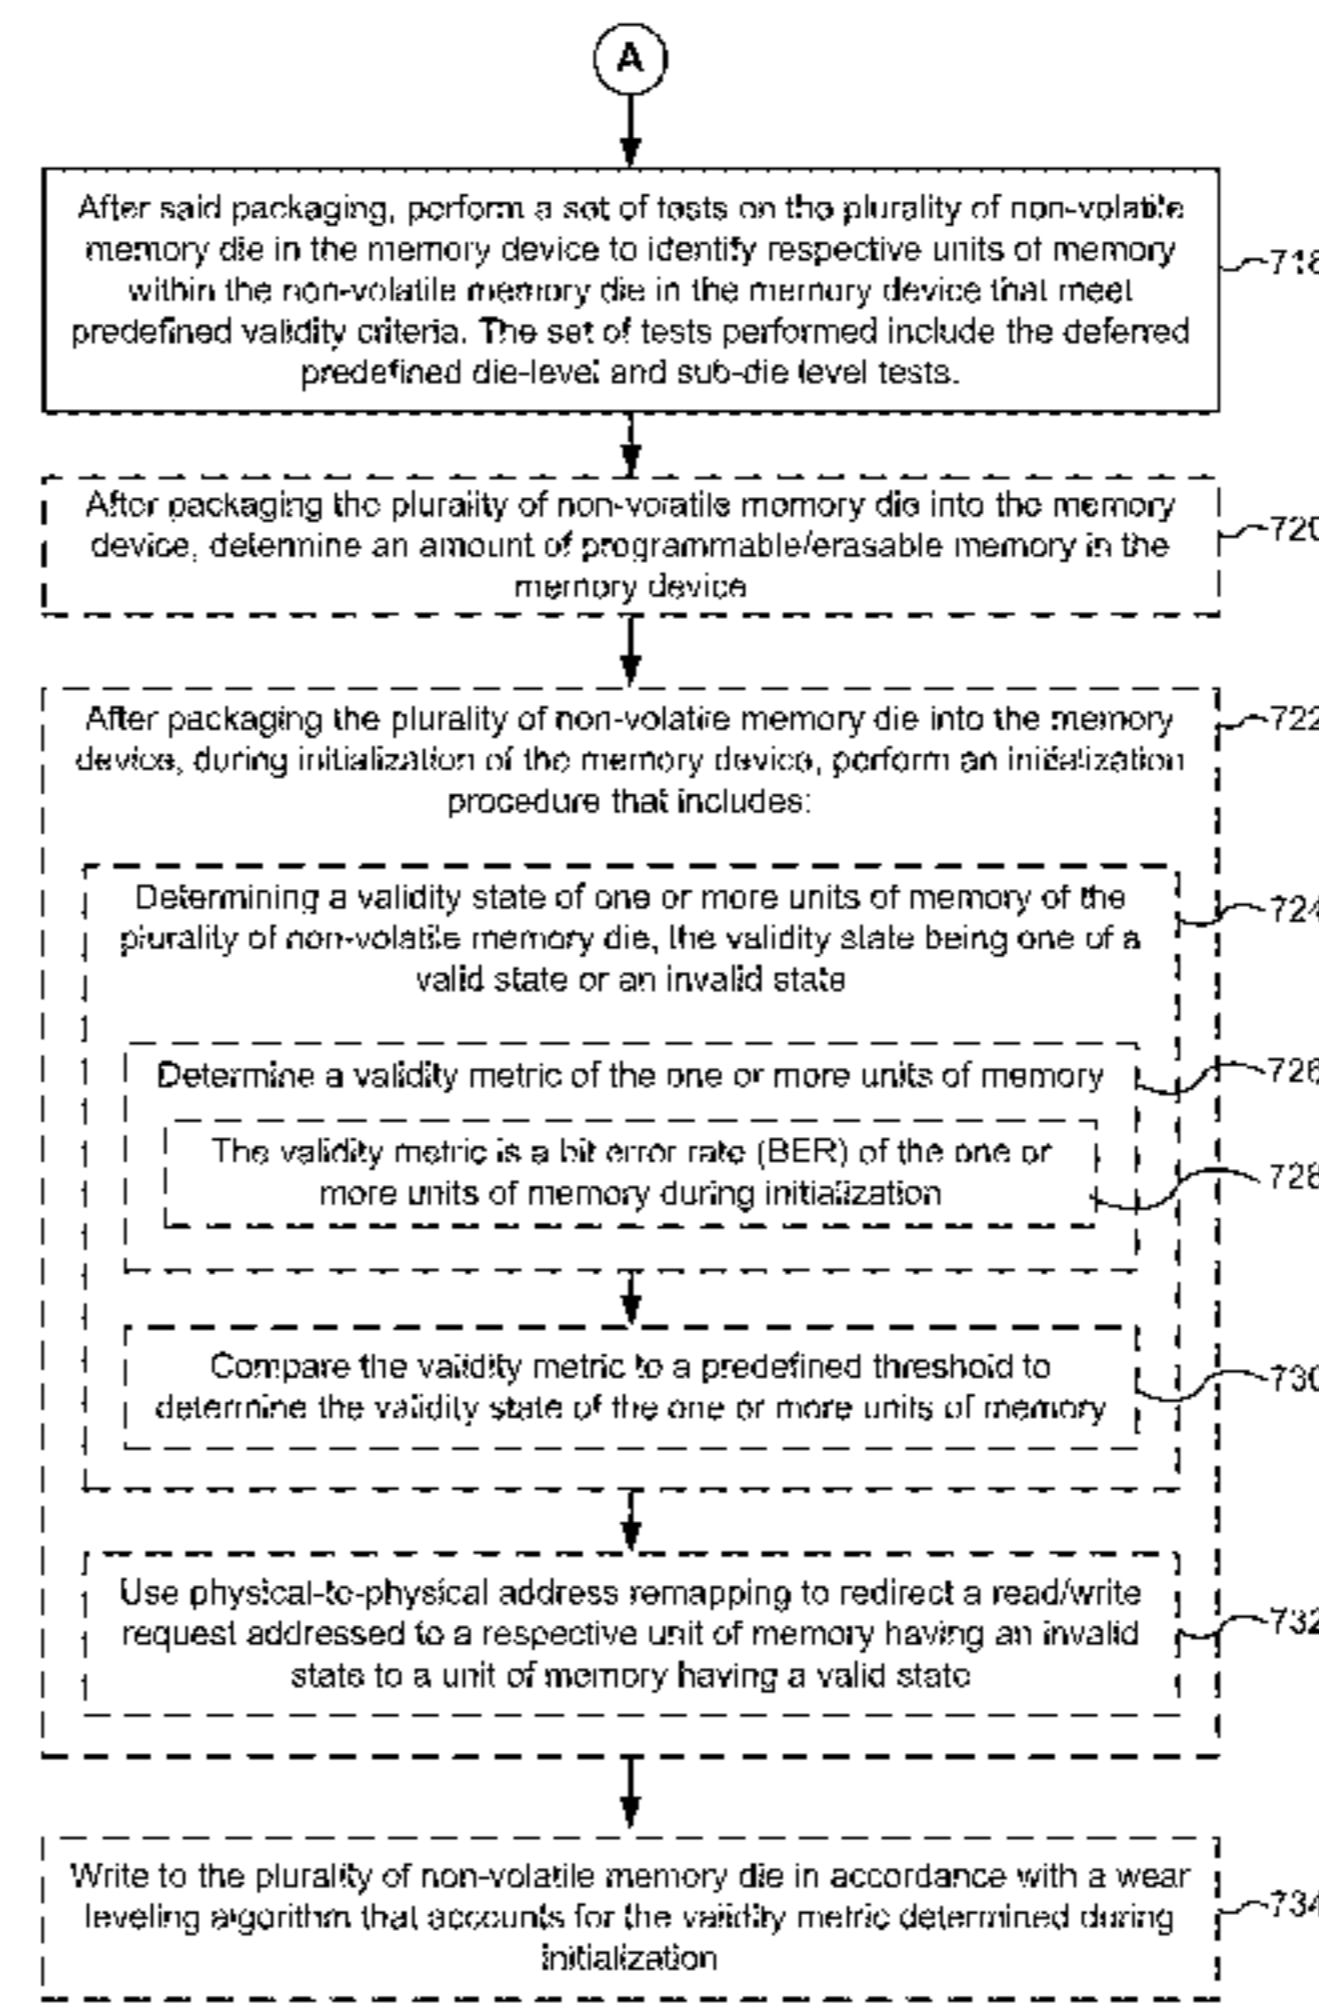 A
After said packaging, perform a set of tests on the plurality of non-volatile
memory die in the memory device to identify respective units of memory
within the non-volatile memory die in the memory device that meet
predefined validity criteria. The set of tests performed include the deferred
predefined die-level and sub-die level tests.
718
After packaging the plurality of non-volatile memory die into the memory
device, determine an amount of programmable/erasable memory in the
memory device
720
After packaging the plurality of non-volatile memory die into the memory
device, during initialization of the memory device, perform an initialization
procedure that includes:
722
Determining a validity state of one or more units of memory of the
plurality of non-volatile memory die, the validity state being one of a
valid state or an invalid state
724
Determine a validity metric of the one or more units of memory
726
The validity metric is a bit error rate (BER) of the one or
more units of memory during initialization
728
Compare the validity metric to a predefined threshold to
determine the validity state of the one or more units of memory
730
Use physical-to-physical address remapping to redirect a read/write
request addressed to a respective unit of memory having an invalid
state to a unit of memory having a valid state
732
Write to the plurality of non-volatile memory die in accordance with a wear
leveling algorithm that accounts for the validity metric determined during
initialization
734